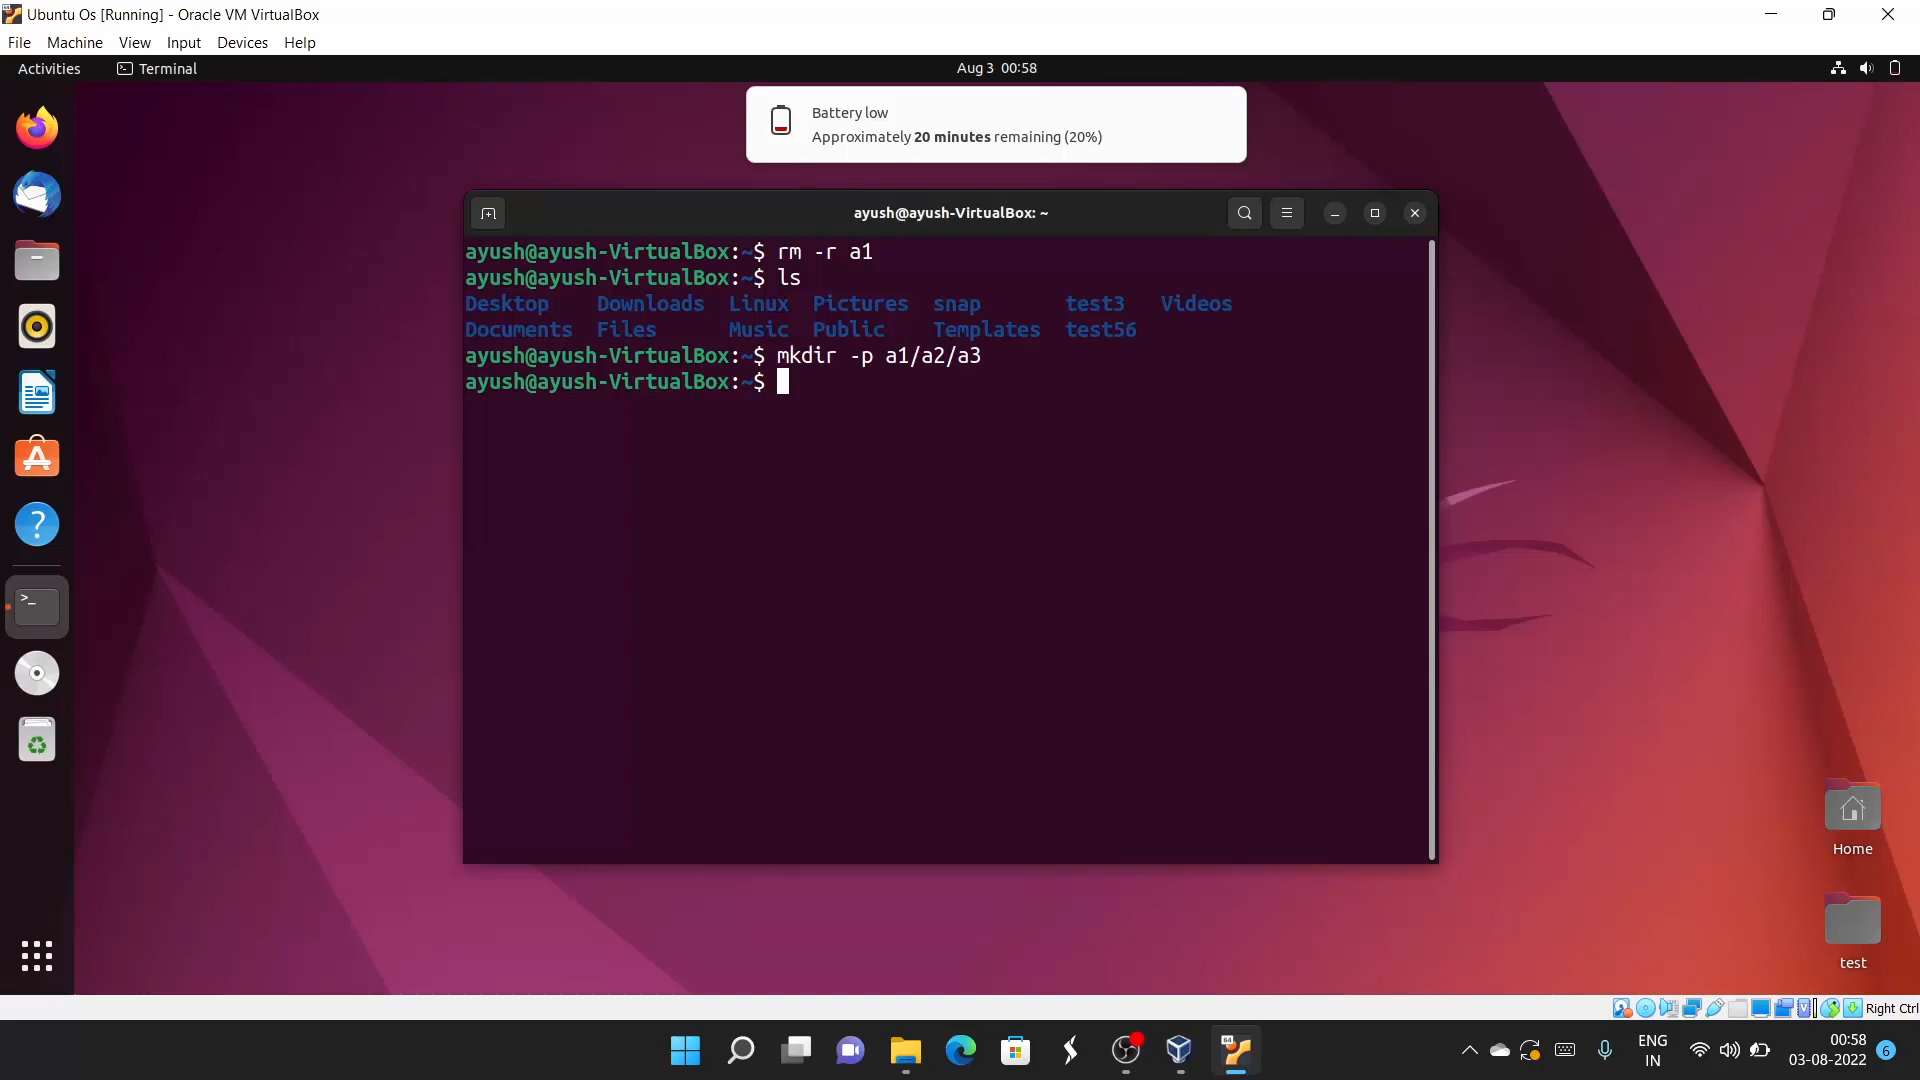 Ubuntu Os [Running] - Oracle VM VirtualBox
File Machine View Input Devices Help
Activities Terminal Aug 3 00:58
Battery low
Approximately 20 minutes remaining (20%)
ayush@ayush-VirtualBox: ~
ayush@ayush-VirtualBox:~$ rm -r a1
ayush@ayush-VirtualBox:~$ ls
Desktop Downloads Linux Pictures snap test3 Videos
Documents Files Music Public Templates test56
ayush@ayush-VirtualBox:~$ mkdir -p a1/a2/a3
ayush@ayush-VirtualBox:~$
Home
test
Right Ctrl
64
ENG
IN
00:58
03-08-2022
6